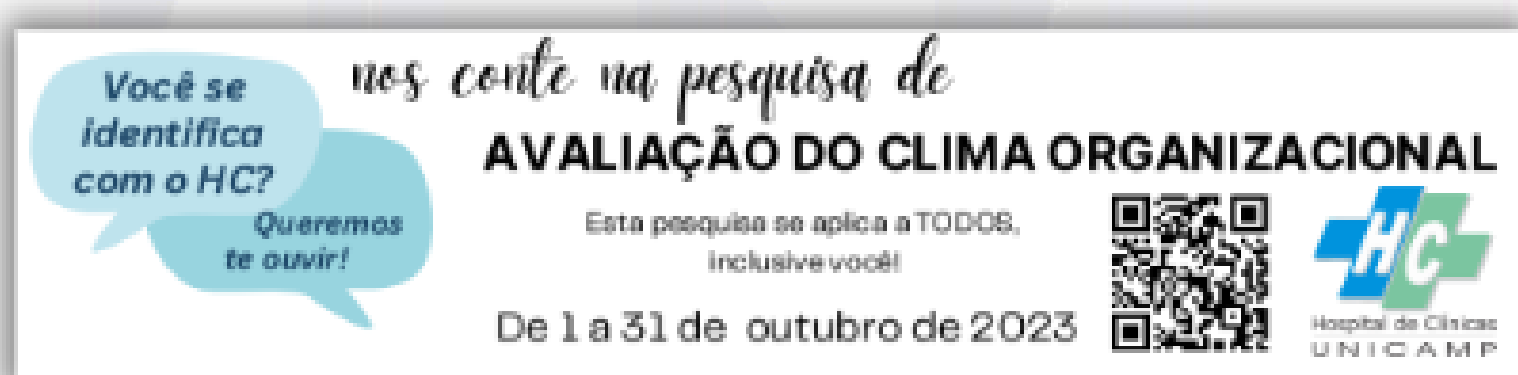 Você se
identifica
com o HC?
Queremos
te ouvir!
nos conte na pesquisa de
AVALIAÇÃO DO CLIMA ORGANIZACIONAL
Esta pesquisa se aplica a TODOS,
inclusive você!
De 1 a 31 de outubro de 2023
HC
Hospital de Clínicas
UNICAMP